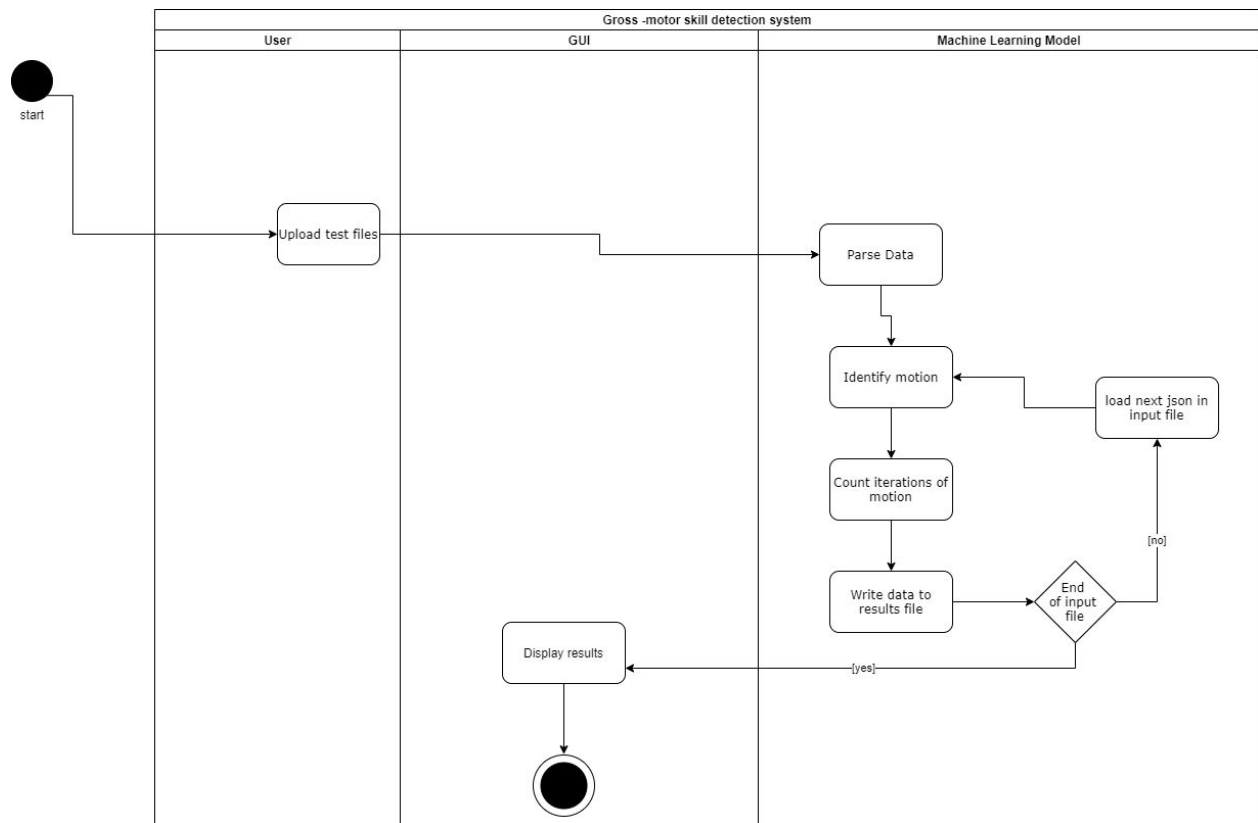 Gross -motor skill detection system
User
GUI
Machine Learning Model
start
Upload test files
Parse Data
Identify motion
load next json in
input file
Count iterations of
motion
[no]
Write data to
results file
End
of input
file
Display results
[yes]